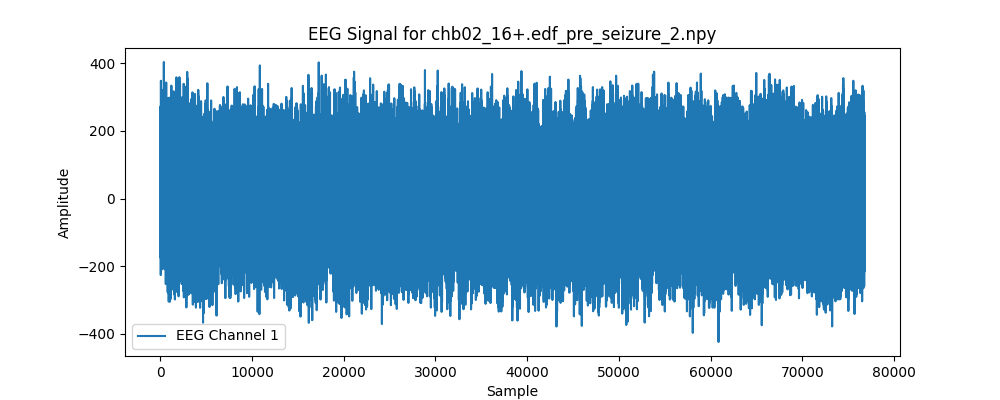 EEG Signal for chb02_16+.edf_pre_seizure_2.npy
400
200
0
−200
−400
Amplitude
EEG Channel 1
0 10000 20000 30000 40000 50000 60000 70000 80000
Sample